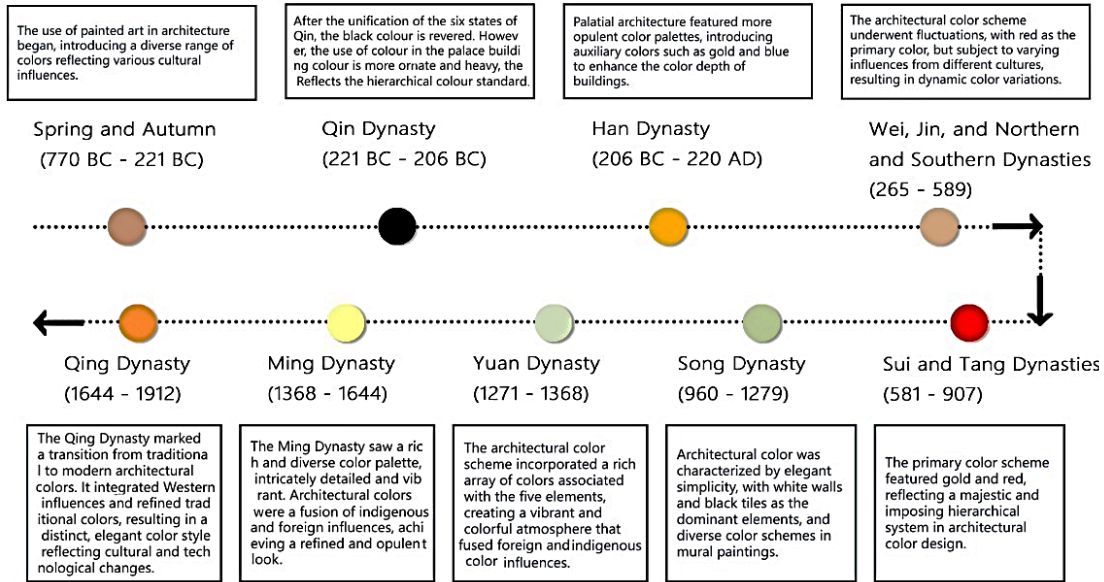 The use of painted art in architecture
began, introducing a diverse range of
colors reflecting various cultural
influences.
After the unification of the six states of
Qin, the black colour is revered. Howev
er, the use of colour in the palace buildi
ng colour is more ornate and heavy, the
Reflects the hierarchical colour standard.
Palatial architecture featured more
opulent color palettes, introducing
auxiliary colors such as gold and blue
to enhance the color depth of
buildings.
The architectural color scheme
underwent fluctuations, with red as the
primary color, but subject to varying
influences from different cultures,
resulting in dynamic color variations.
Spring and Autumn
(770 BC - 221 BC)
Qin Dynasty
(221 BC - 206 BC)
Han Dynasty
(206 BC - 220 AD)
Wei, Jin, and Northern
and Southern Dynasties
(265 - 589)
Qing Dynasty
(1644 - 1912)
Ming Dynasty
(1368 - 1644)
Yuan Dynasty
(1271 - 1368)
Song Dynasty
(960 - 1279)
Sui and Tang Dynasties
(581 - 907)
The Qing Dynasty marked
a transition from traditiona
l to modern architectural
colors. It integrated Western
influences and refined trad
itional colors, resulting in a
distinct, elegant color style
reflecting cultural and tech
nological changes.
The Ming Dynasty saw a ric
h and diverse color palette,
intricately detailed and vib
rant. Architectural colors
were a fusion of indigenous
and foreign influences, achi
eving a refined and opulent
look.
The architectural color
scheme incorporated a rich
array of colors associated
with the five elements,
creating a vibrant and
colorful atmosphere that
fused foreign and indigenous
color influences.
Architectural color was
characterized by elegant
simplicity, with white walls
and black tiles as the
dominant elements, and
diverse color schemes in
mural paintings.
The primary color scheme
featured gold and red,
reflecting a majestic and
imposing hierarchical
system in architectural
color design.